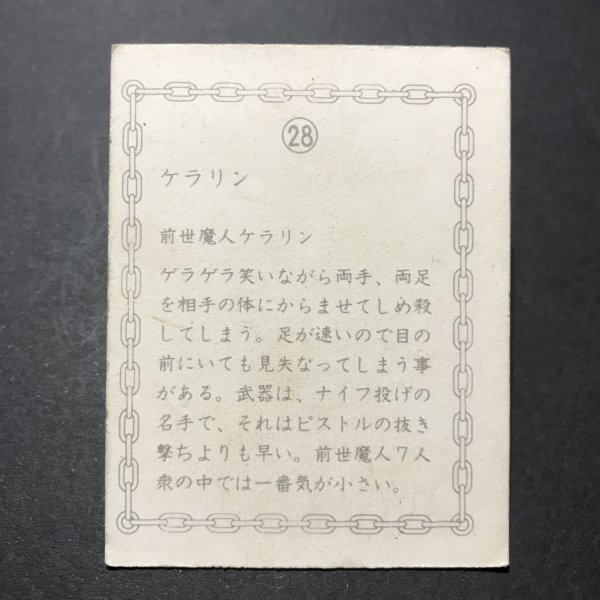 28
ケラリン
前世魔人ケラリン
ゲラゲラ笑いながら両手、両足
を相手の体にからませてしめ殺
してしまう。足が速いので目の
前にいても見失なってしまう事
がある。武器は、ナイフ投げの
名手で、それはピストルの抜き
撃ちよりも早い。前世魔人7人
衆の中では一番気が小さい。